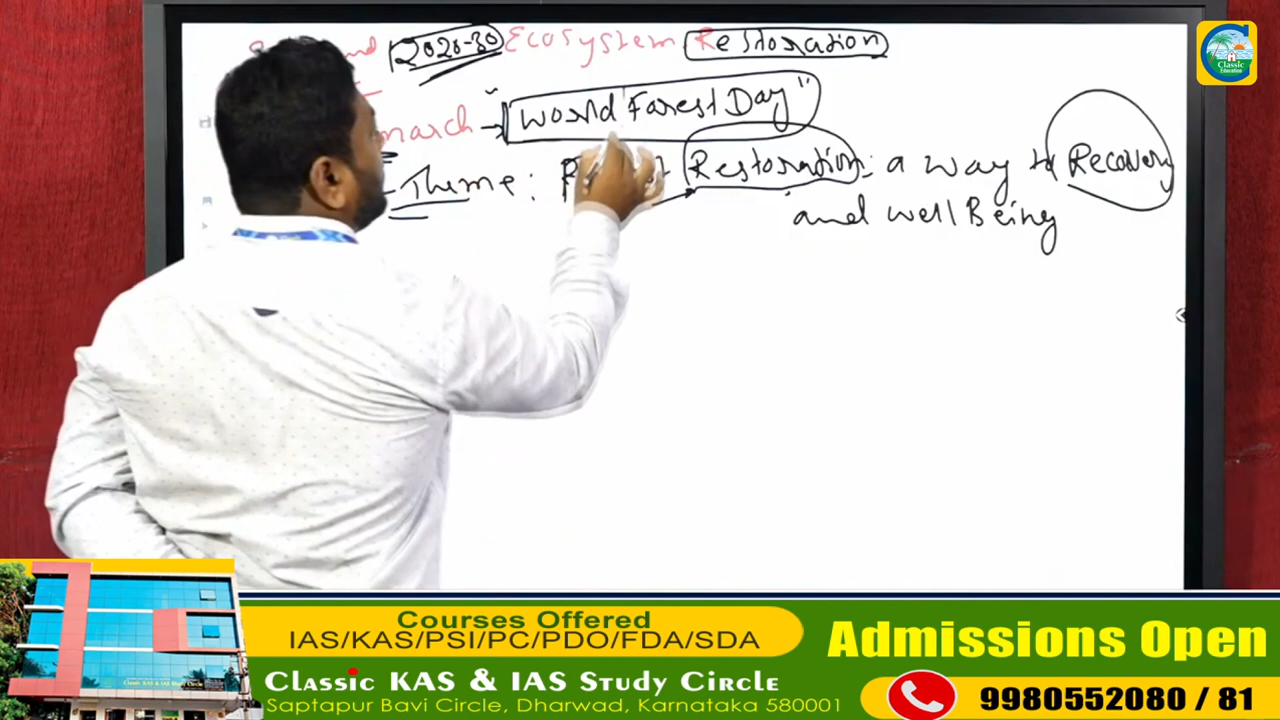 2020-30 Ecosystem Restoration
march → "World Forest Day"
Theme: Restoration: a way to Recovery
and well Being
Classic
Education
Courses Offered
IAS/KAS/PSI/PC/PDO/FDA/SDA
Admissions Open
Classic KAS & IAS Study Circle
Saptapur Bavi Circle, Dharwad, Karnataka 580001
9980552080 / 81